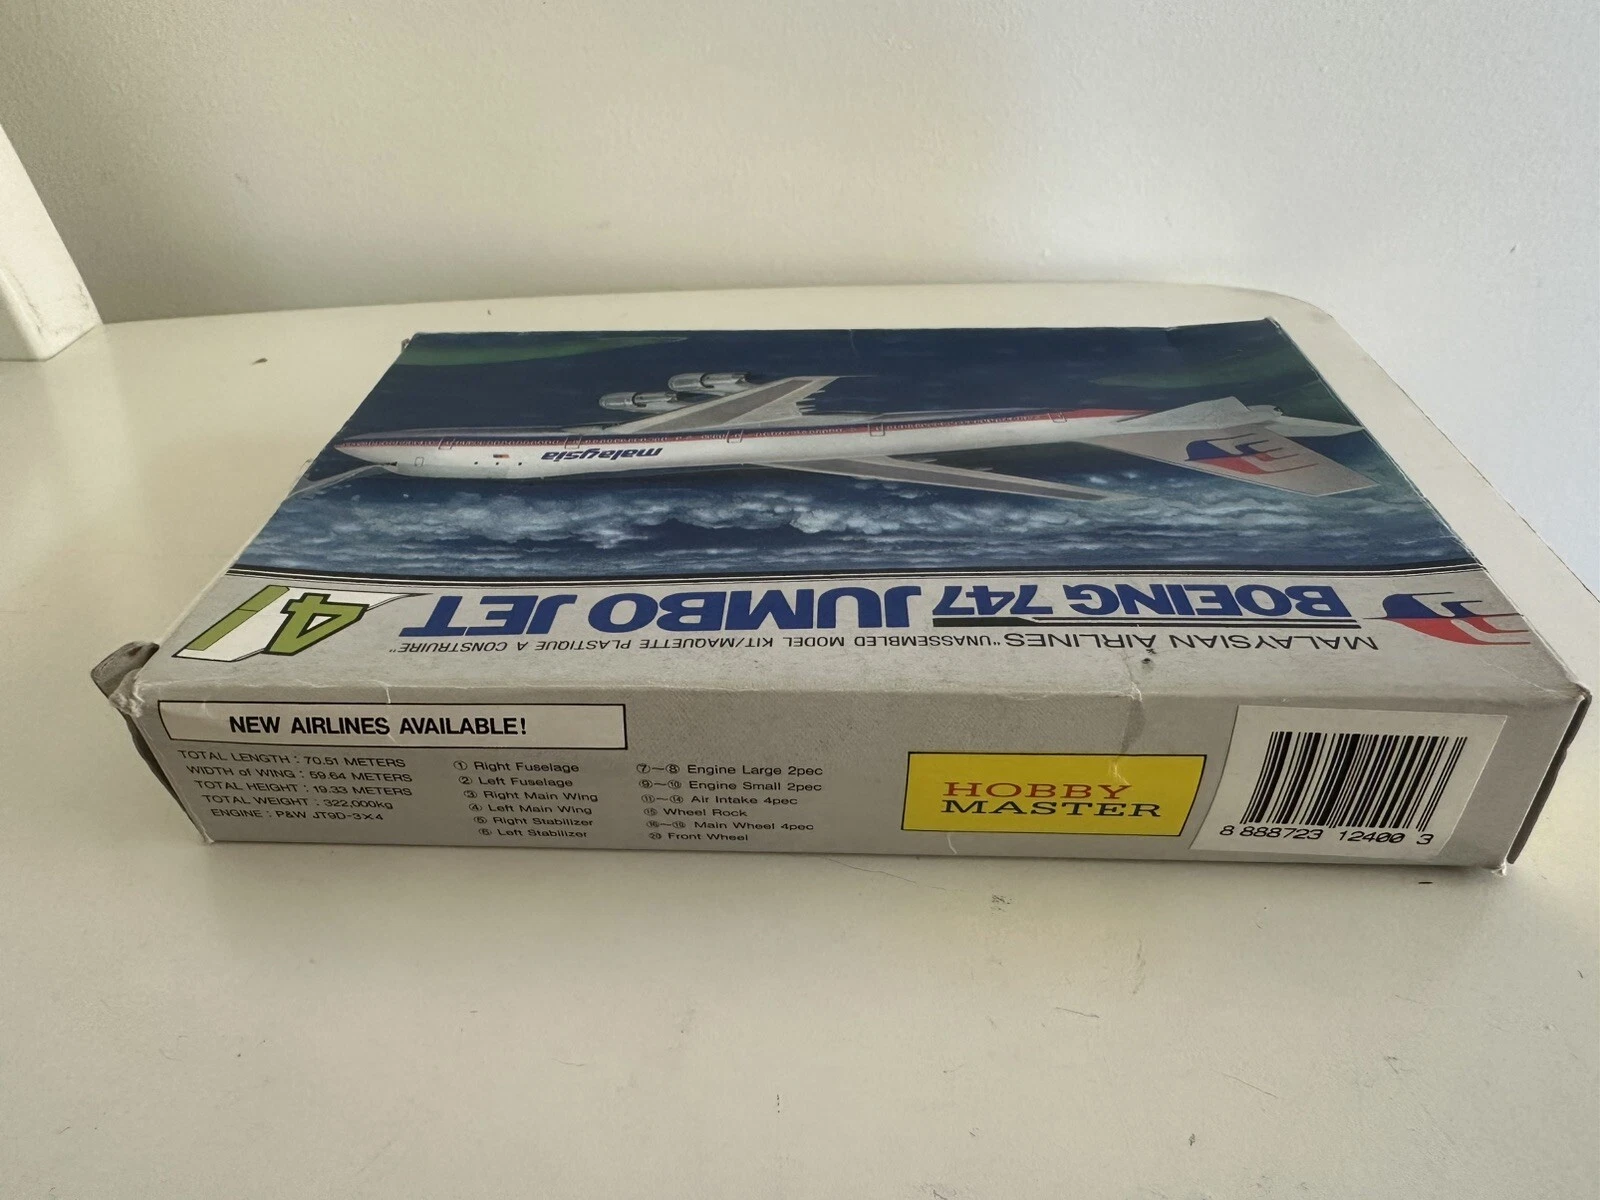 malaysia
4
BOEING 747 JUMBO JET
MALAYSIAN AIRLINES "UNASSEMBLED MODEL KIT/MAQUETTE PLASTIQUE A CONSTRUIRE"
NEW AIRLINES AVAILABLE!
TOTAL LENGTH : 70.51 METERS
WIDTH of WING : 59.64 METERS
TOTAL HEIGHT : 19.33 METERS
TOTAL WEIGHT : 322,000kg
ENGINE : P&W JT9D-3×4
① Right Fuselage
② Left Fuselage
③ Right Main Wing
④ Left Main Wing
⑤ Right Stabilizer
⑥ Left Stabilizer
⑦~⑧ Engine Large 2pec
⑨~⑩ Engine Small 2pec
⑪~⑭ Air Intake 4pec
⑮ Wheel Rock
⑯~⑲ Main Wheel 4pec
⑳ Front Wheel
HOBBY
MASTER
8 888723 12400 3